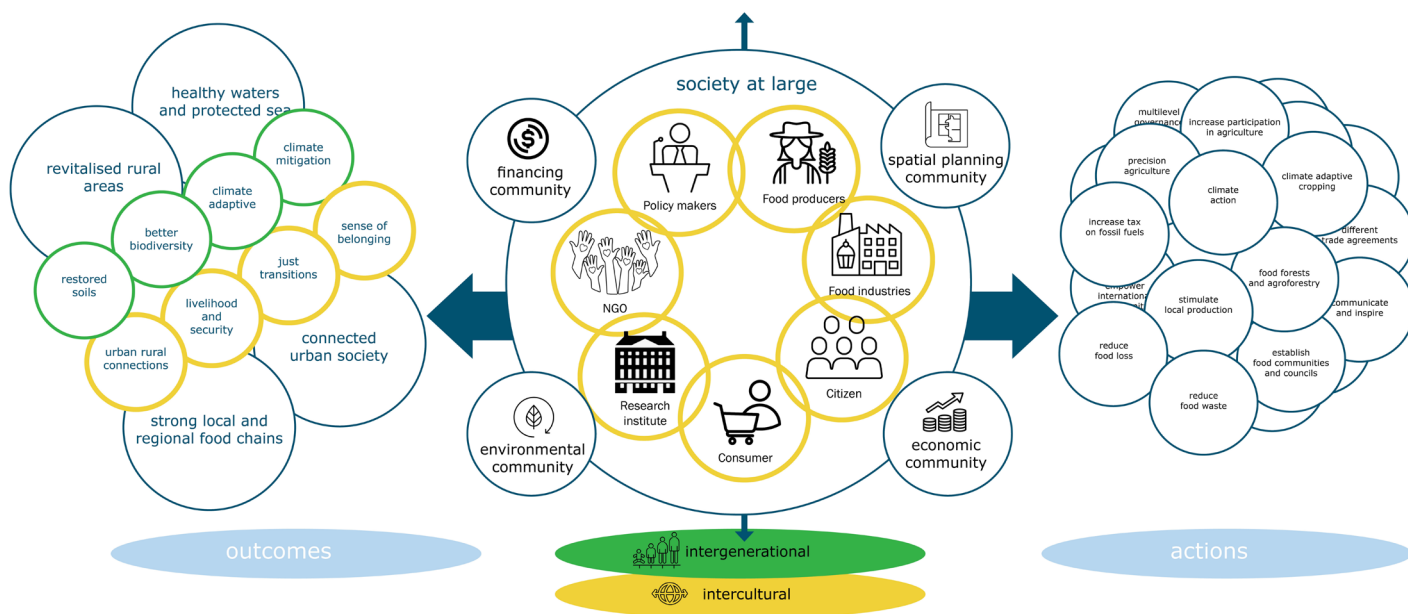 healthy waters
and protected sea
climate
mitigation
revitalised rural
areas
climate
adaptive
better
biodiversity
sense of
belonging
just
transitions
restored
soils
livelihood
and
security
urban rural
connections
connected
urban society
strong local and
regional food chains
outcomes
society at large
financing
community
spatial planning
community
Policy makers
Food producers
NGO
Food industries
Research
institute
Citizen
Consumer
environmental
community
economic
community
intergenerational
intercultural
multilevel
governance
increase participation
in agriculture
precision
agriculture
climate
action
climate adaptive
cropping
increase tax
on fossil fuels
different
trade agreements
food forests
and agroforestry
international
stimulate
local production
communicate
and inspire
reduce
food loss
establish
food communities
and councils
reduce
food waste
actions